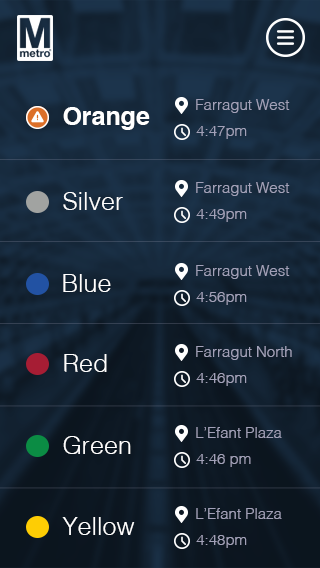 M
metro
Orange
Farragut West
4:47pm
Silver
Farragut West
4:49pm
Blue
Farragut West
4:56pm
Red
Farragut North
4:46pm
Green
L'Efant Plaza
4:46 pm
Yellow
L'Efant Plaza
4:48pm